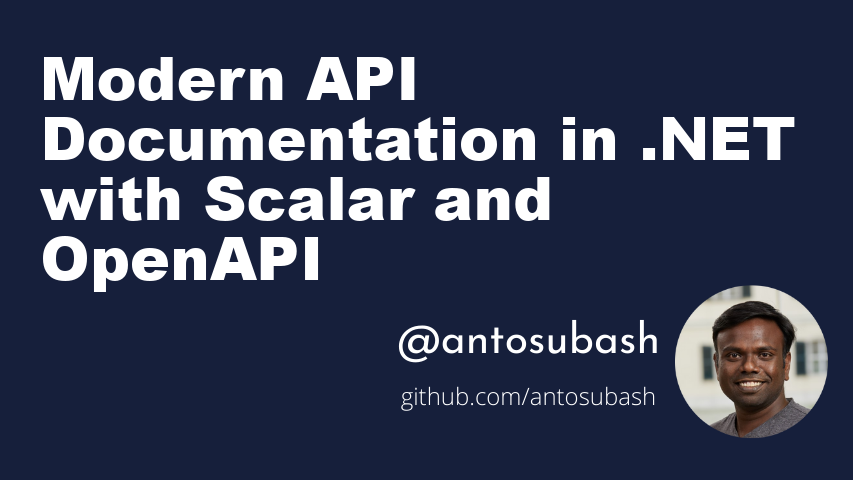 Modern API
Documentation in .NET
with Scalar and
OpenAPI
@antosubash
github.com/antosubash